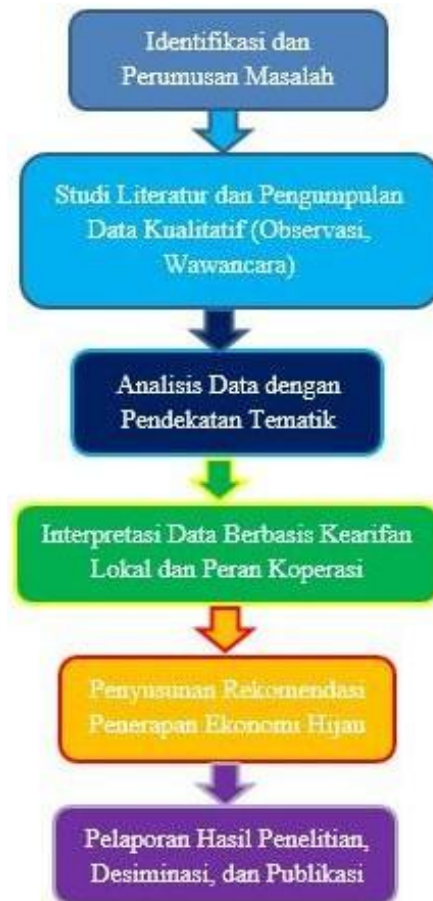 Identifikasi dan
Perumusan Masalah
Studi Literatur dan Pengumpulan
Data Kualitatif (Observasi,
Wawancara)
Analisis Data dengan
Pendekatan Tematik
Interpretasi Data Berbasis Kearifan
Lokal dan Peran Koperasi
Penyusunan Rekomendasi
Penerapan Ekonomi Hijau
Pelaporan Hasil Penelitian,
Desiminasi, dan Publikasi